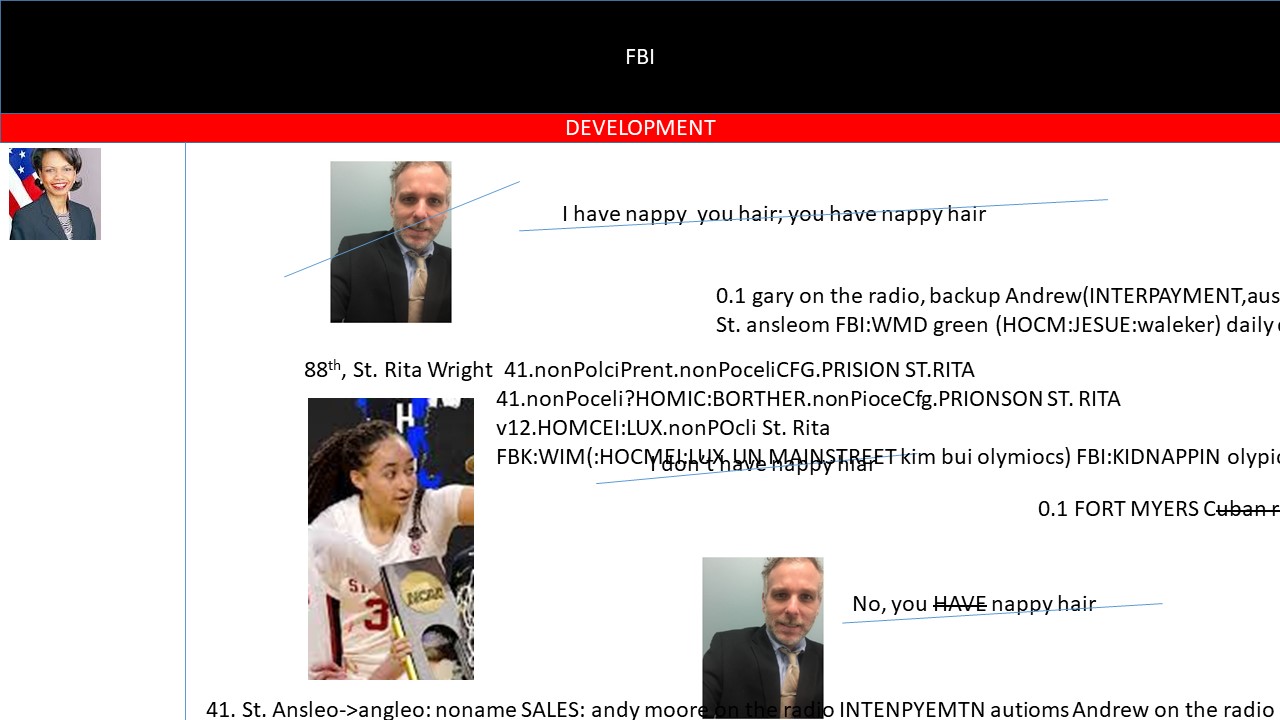 FBI
DEVELOPMENT
I have nappy  you hair; you have nappy hair
0.1 gary on the radio, backup Andrew(INTERPAYMENT,aus
St. ansleom FBI:WMD green (HOCM:JESUE:waleker) daily
88th, St. Rita Wright  41.nonPolciPrent.nonPoceliCFG.PRISION ST.RITA
41.nonPoceli?HOMIC:BORTHER.nonPioceCfg.PRIONSON ST. RITA
v12.HOMCEI:LUX.nonPOcli St. Rita
FBK:WIM(:HOCMEI:LUX UN MAINSTREET kim bui olymiocs) FBI:KIDNAPPIN olypic
I don't have nappy hiar
0.1 FORT MYERS Cuban r
No, you HAVE nappy hair
H
NCAA
3
41. St. Ansleo->angleo: noname SALES: andy moore on the radio INTENPYEMTN autioms Andrew on the radio